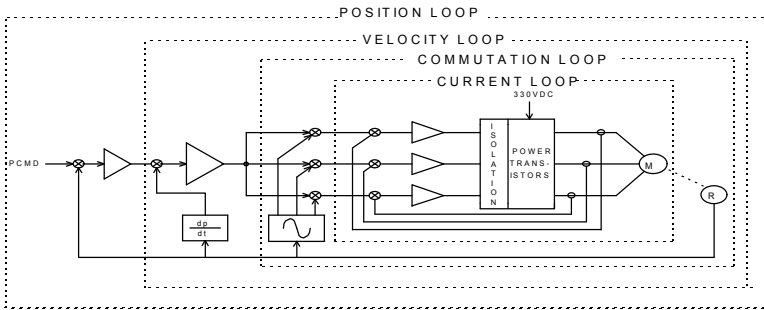 POSITION LOOP
VELOCITY LOOP
COMMUTATION LOOP
CURRENT LOOP
330VDC
ISOLATION
POWER
TRANS-
ISTORS
PCMD
M
R
dp
dt